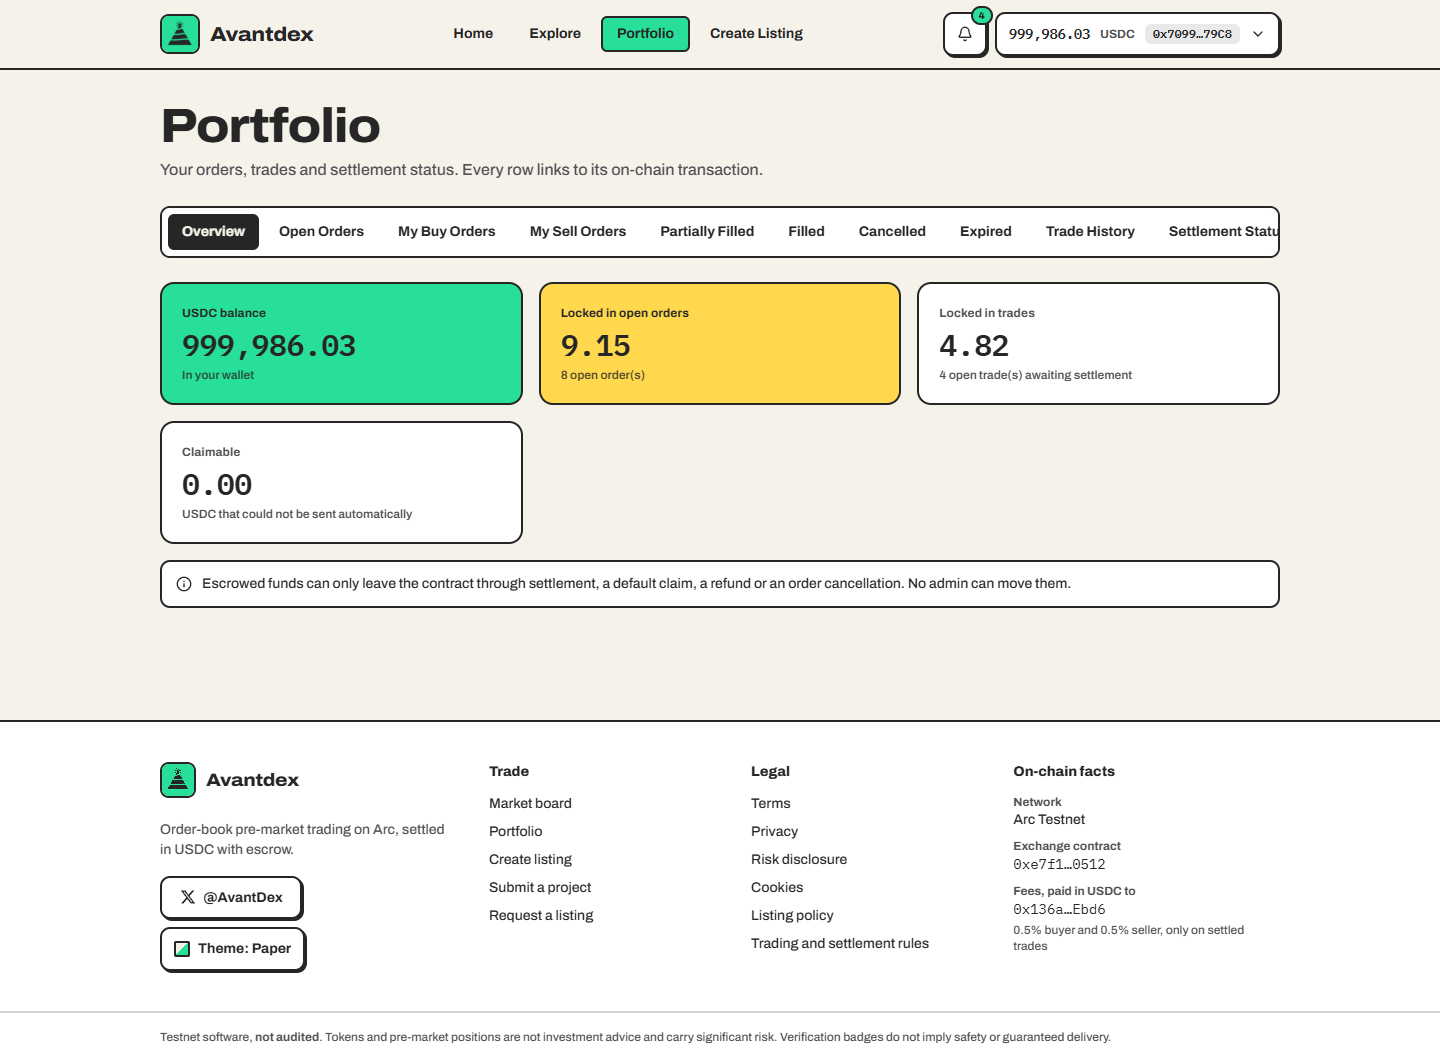 Avantdex
Home
Explore
Portfolio
Create Listing
4
999,986.03 USDC 0x7099…79C8
Portfolio
Your orders, trades and settlement status. Every row links to its on-chain transaction.
Overview
Open Orders
My Buy Orders
My Sell Orders
Partially Filled
Filled
Cancelled
Expired
Trade History
Settlement Statu
USDC balance
999,986.03
In your wallet
Locked in open orders
9.15
8 open order(s)
Locked in trades
4.82
4 open trade(s) awaiting settlement
Claimable
0.00
USDC that could not be sent automatically
Escrowed funds can only leave the contract through settlement, a default claim, a refund or an order cancellation. No admin can move them.
Avantdex
Order-book pre-market trading on Arc, settled
in USDC with escrow.
@AvantDex
Theme: Paper
Trade
Market board
Portfolio
Create listing
Submit a project
Request a listing
Legal
Terms
Privacy
Risk disclosure
Cookies
Listing policy
Trading and settlement rules
On-chain facts
Network
Arc Testnet
Exchange contract
0xe7f1…0512
Fees, paid in USDC to
0x136a…Ebd6
0.5% buyer and 0.5% seller, only on settled
trades
Testnet software, not audited. Tokens and pre-market positions are not investment advice and carry significant risk. Verification badges do not imply safety or guaranteed delivery.